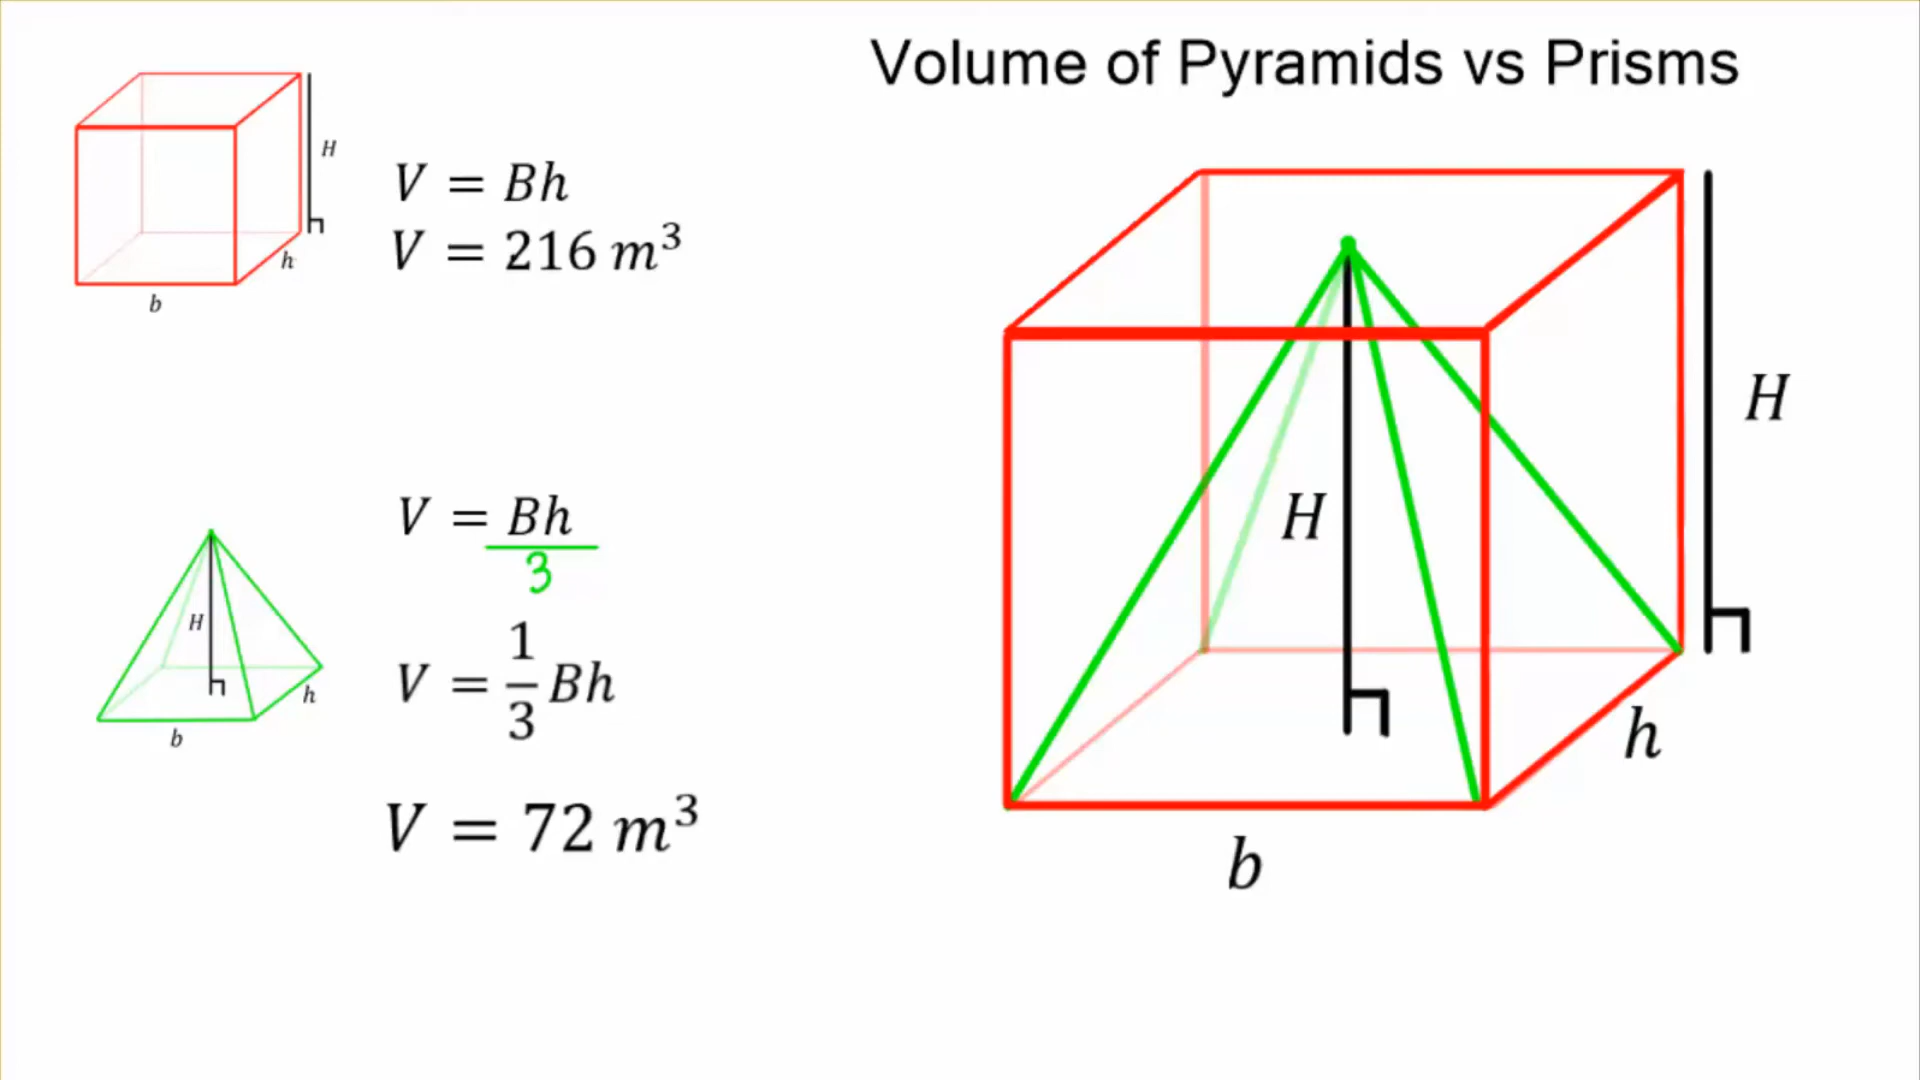 Volume of Pyramids vs Prisms
H
h
b
V = Bh
V = 216 m³
H
h
b
V = Bh
3
V = 1/3 Bh
V = 72 m³
H
H
h
b